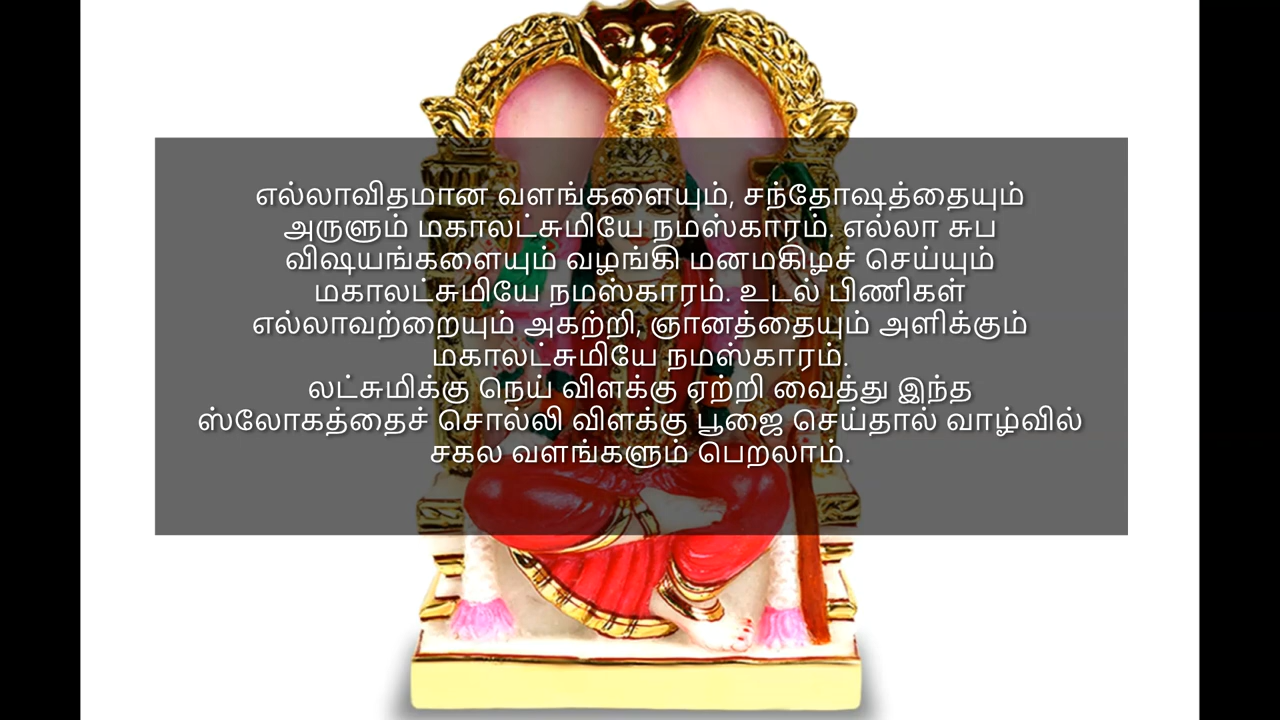 எல்லாவிதமான வளங்களையும், சந்தோஷத்தையும்
அருளும் மகாலட்சுமியே நமஸ்காரம். எல்லா சுப
விஷயங்களையும் வழங்கி மனமகிழச் செய்யும்
மகாலட்சுமியே நமஸ்காரம். உடல் பிணிகள்
எல்லாவற்றையும் அகற்றி, ஞானத்தையும் அளிக்கும்
மகாலட்சுமியே நமஸ்காரம்.
லட்சுமிக்கு நெய் விளக்கு ஏற்றி வைத்து இந்த
ஸ்லோகத்தைச் சொல்லி விளக்கு பூஜை செய்தால் வாழ்வில்
சகல வளங்களும் பெறலாம்.